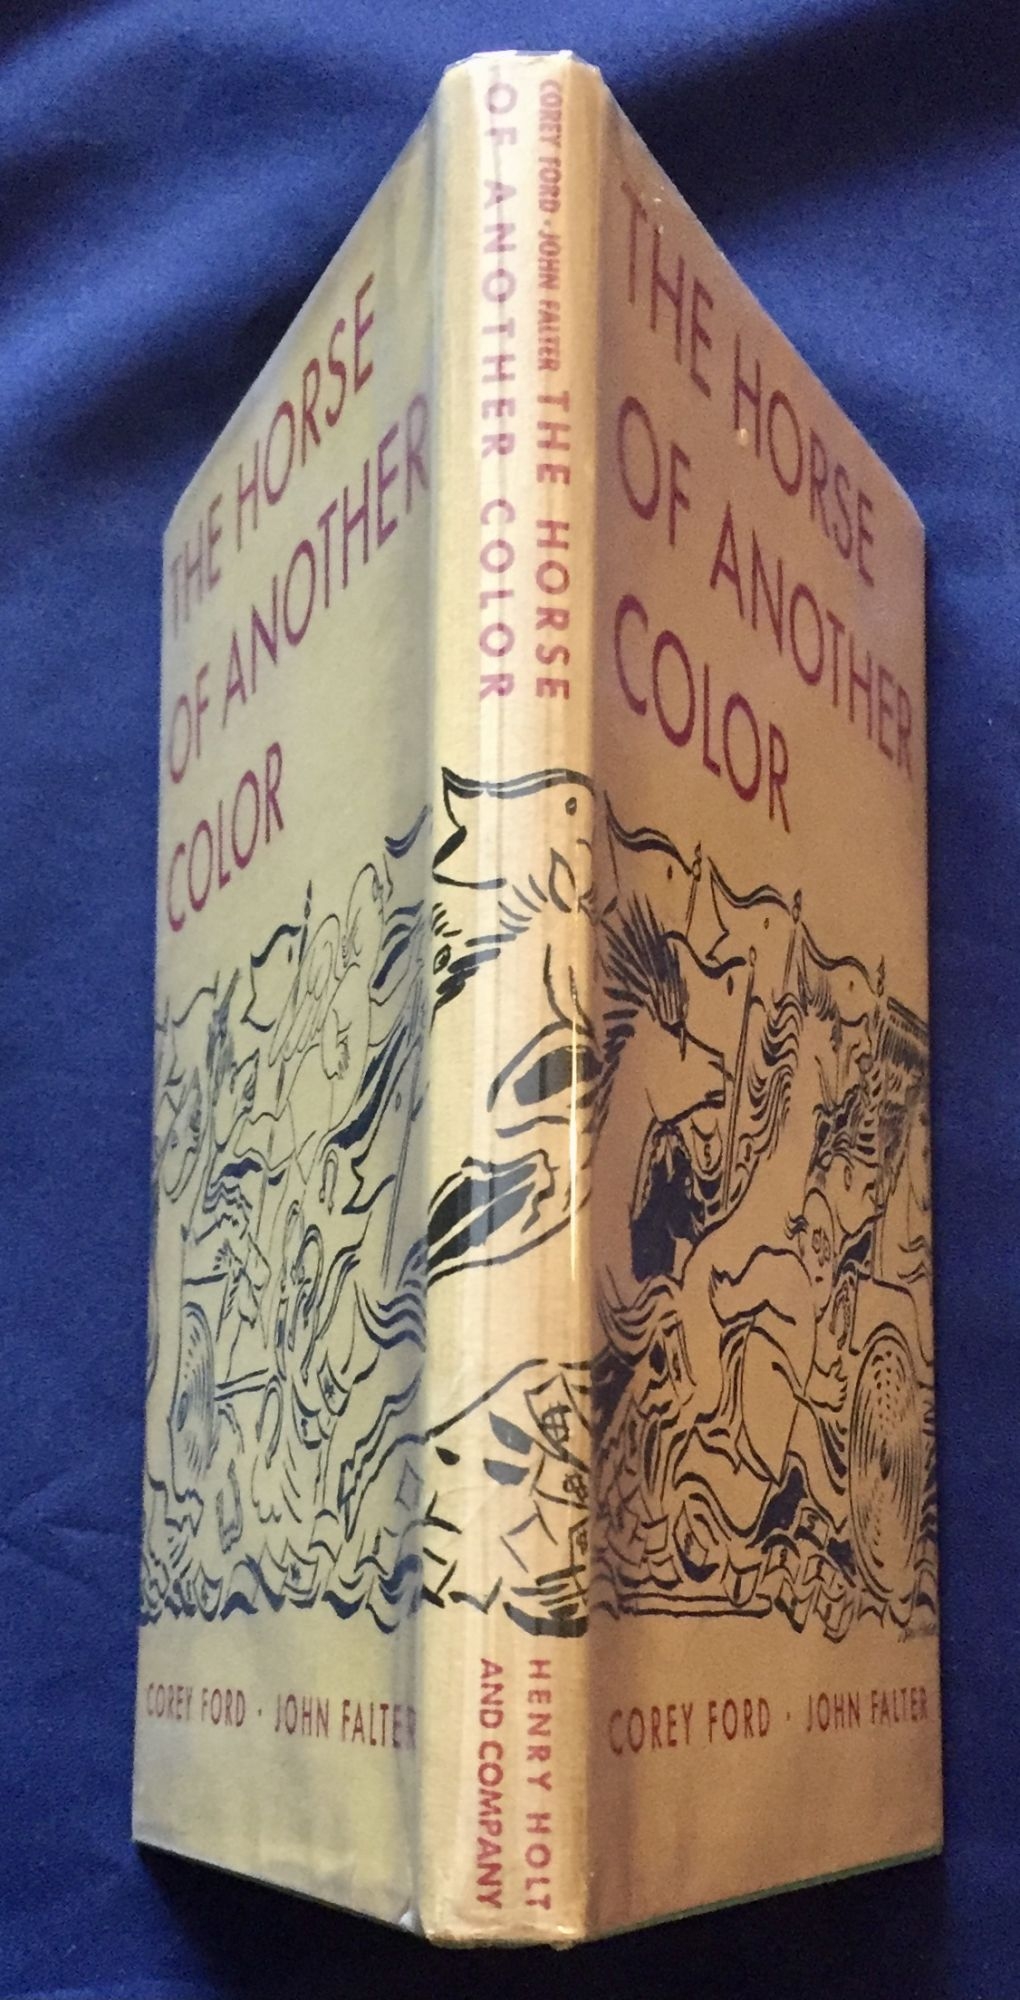 THE HORSE
OF ANOTHER
COLOR
COREY FORD · JOHN FALTER
COREY FORD · JOHN FALTER THE HORSE
OF ANOTHER COLOR
HENRY HOLT
AND COMPANY
THE HORSE
OF ANOTHER
COLOR
COREY FORD · JOHN FALTER